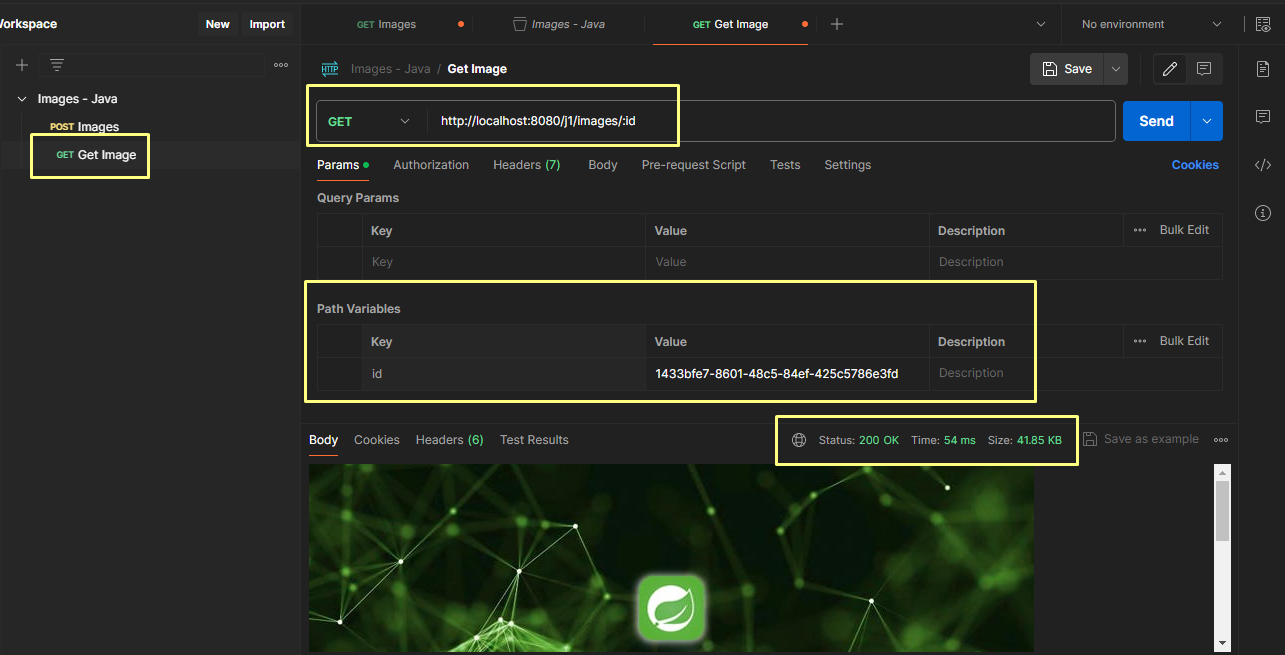 Workspace
New
Import
GET Images
Images - Java
GET Get Image
No environment
Images - Java
POST Images
GET Get Image
HTTP
Images - Java / Get Image
Save
GET
http://localhost:8080/j1/images/:id
Send
Params
Authorization
Headers (7)
Body
Pre-request Script
Tests
Settings
Cookies
Query Params
Key Value Description Bulk Edit
Key Value Description
Path Variables
Key Value Description Bulk Edit
id 1433bfe7-8601-48c5-84ef-425c5786e3fd Description
Body Cookies Headers (6) Test Results
Status: 200 OK Time: 54 ms Size: 41.85 KB
Save as example